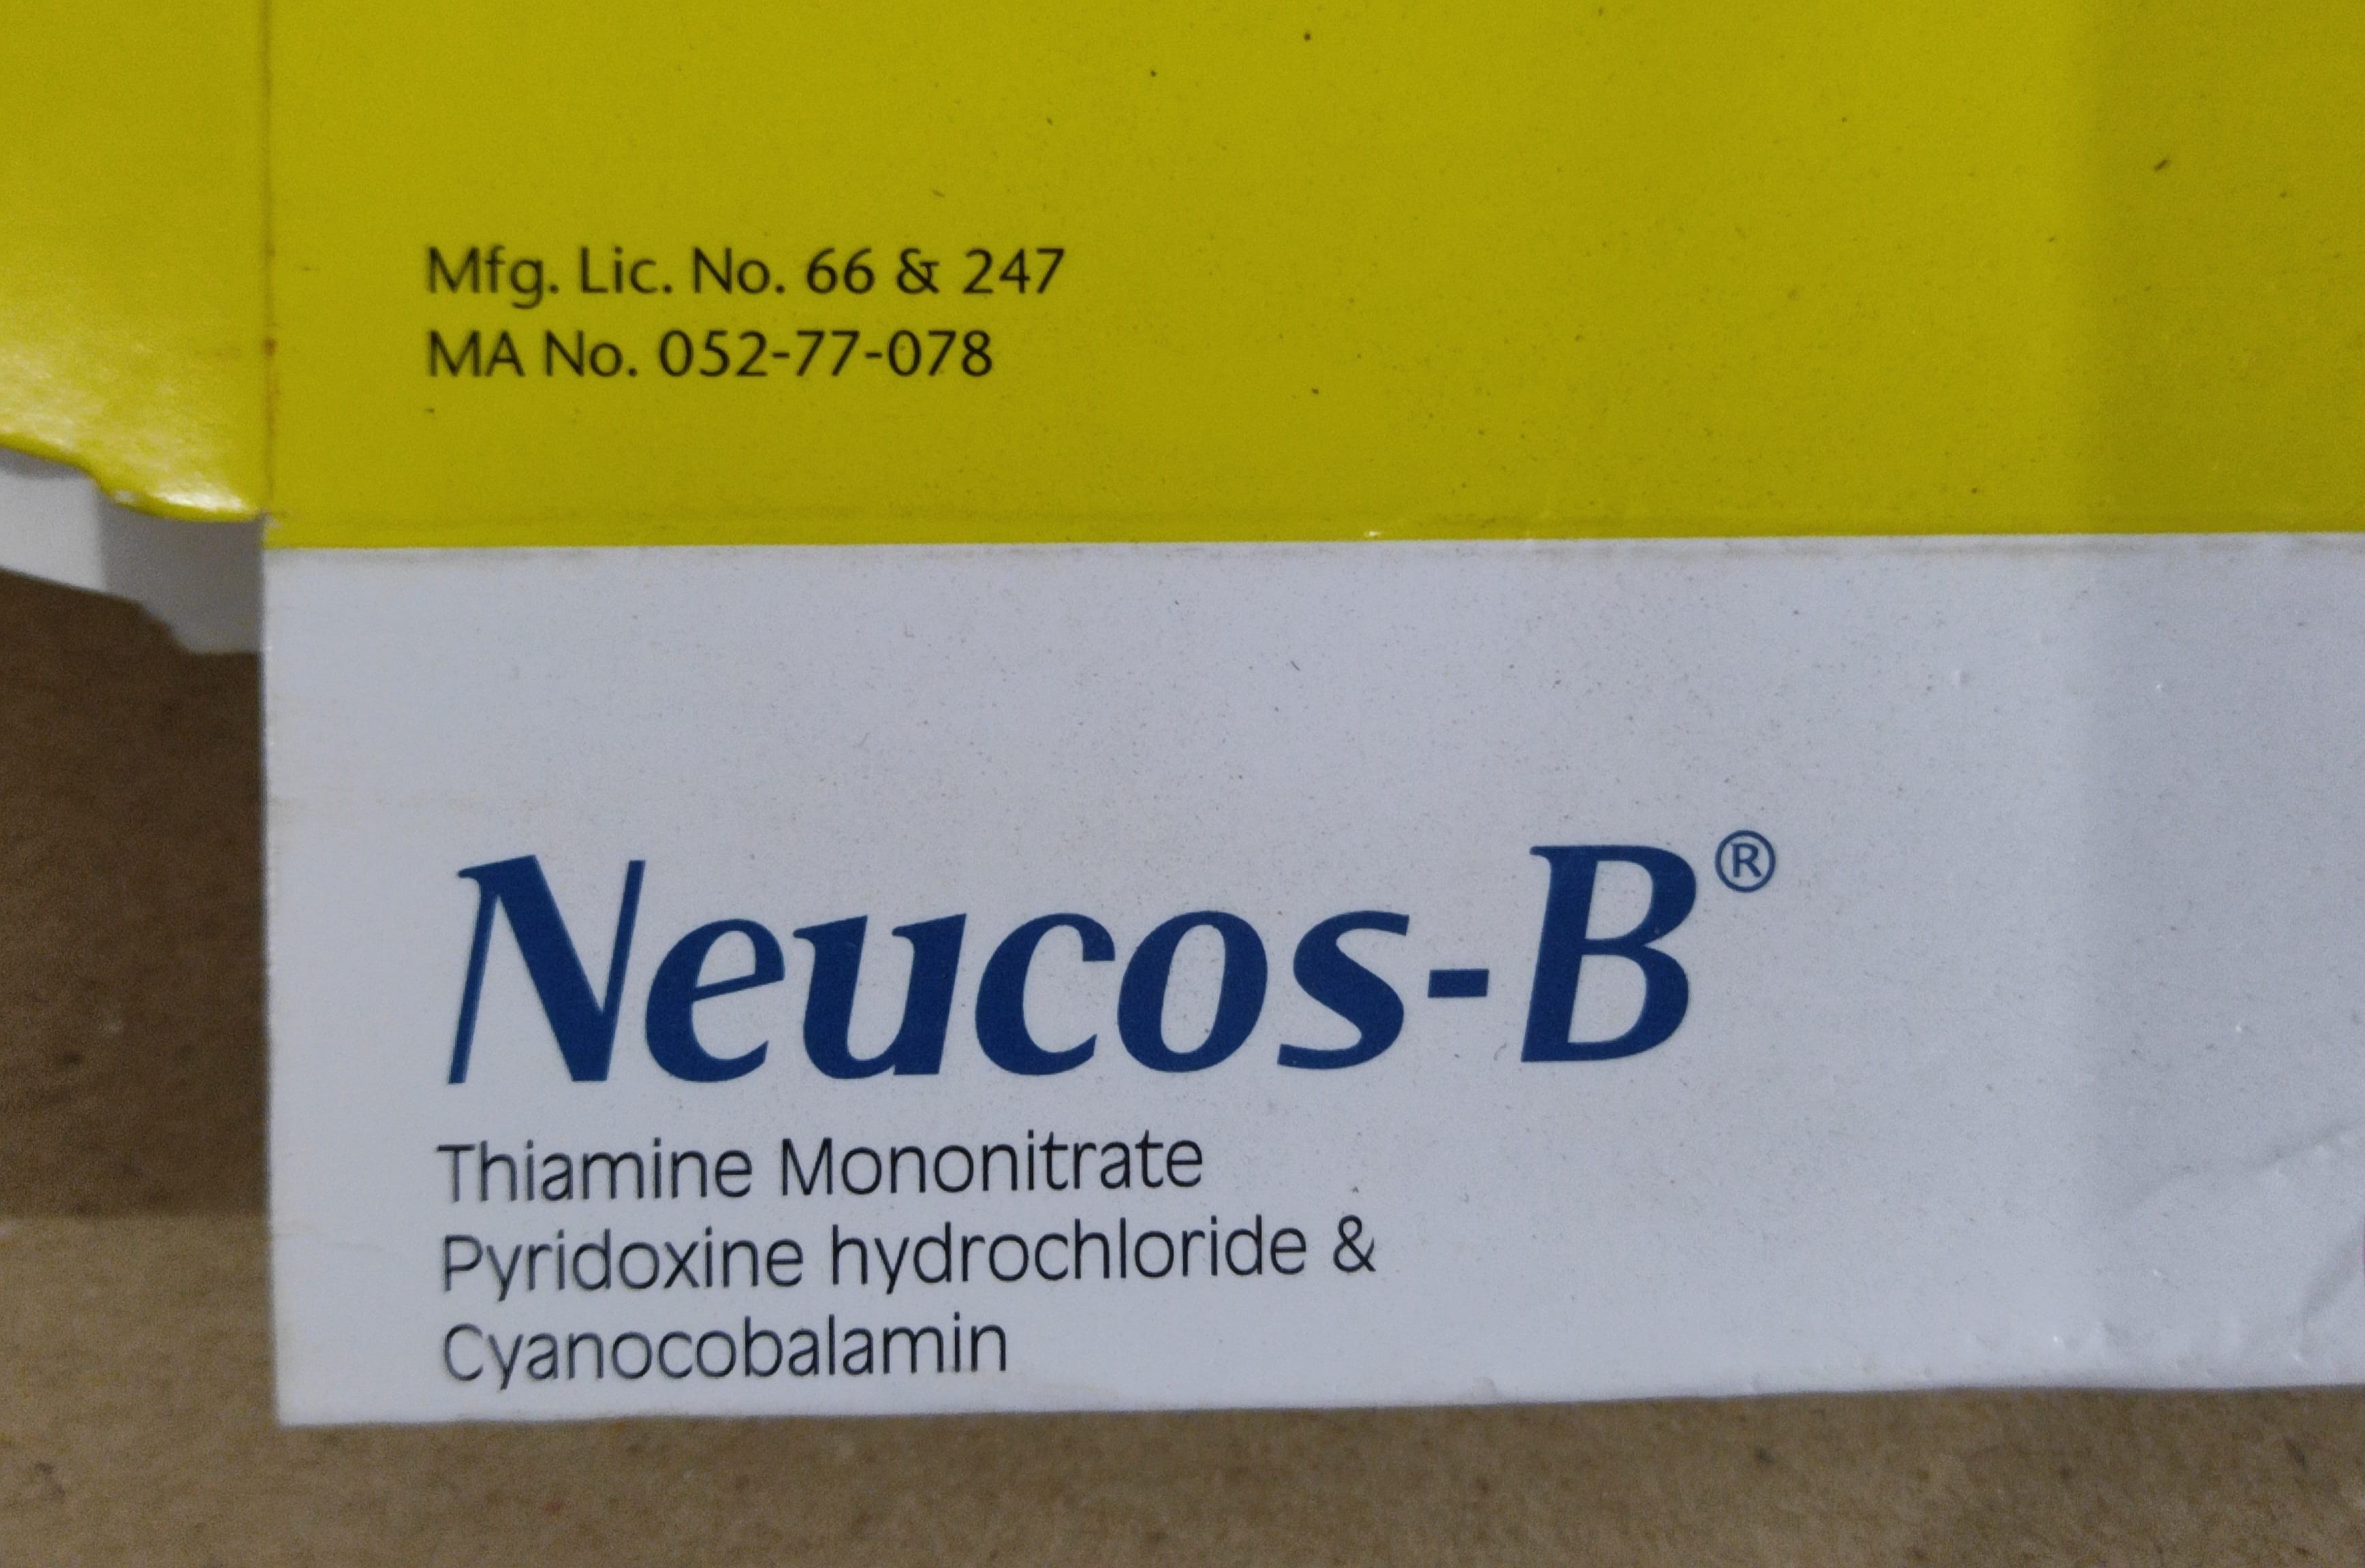 Mfg. Lic. No. 66 & 247
MA No. 052-77-078
Neucos-B®
Thiamine Mononitrate
Pyridoxine hydrochloride &
Cyanocobalamin